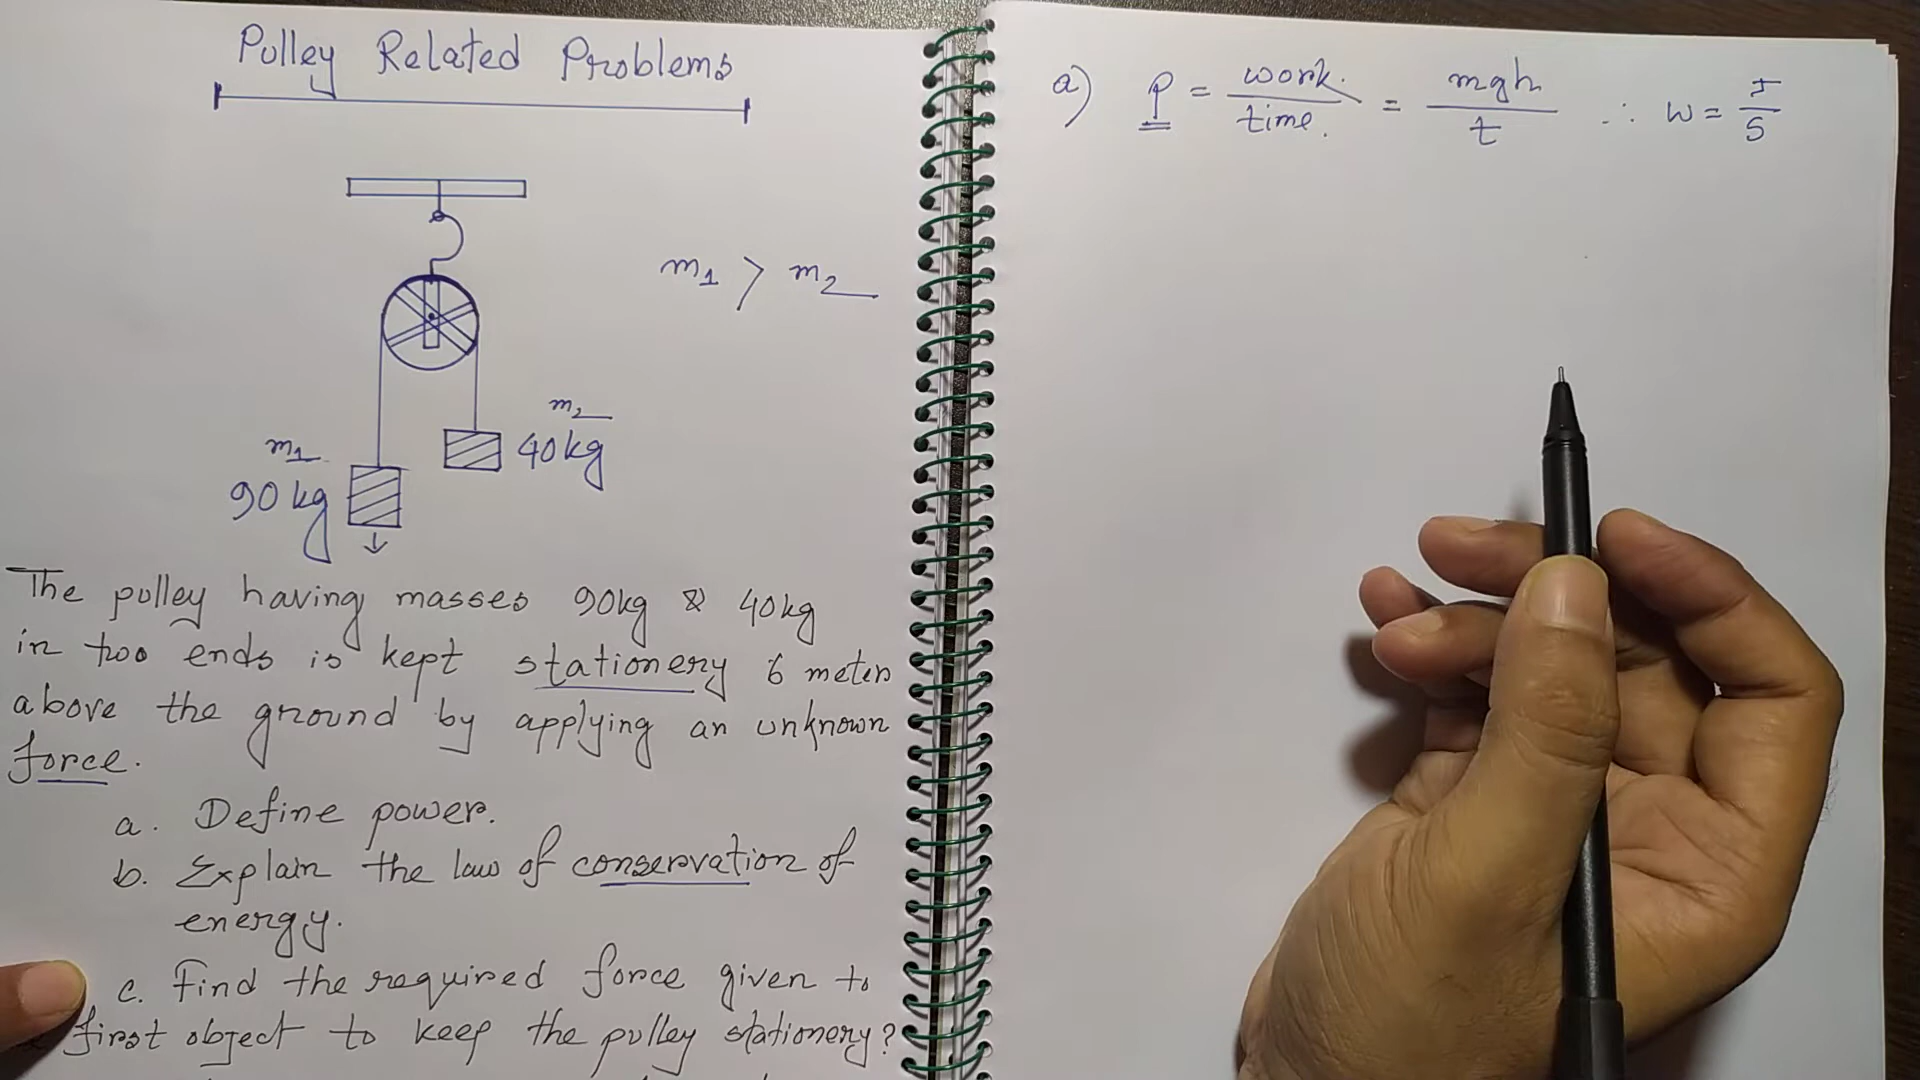 Pulley Related Problems
m1 > m2
m2
40kg
m1
90 kg
The pulley having masses 90kg & 40kg
in two ends is kept stationery 6 meter
above the ground by applying an unknown
force.
a. Define power.
b. Explain the law of conservation of
energy.
c. Find the required force given to
first object to keep the pulley stationery?
a) P = work / time. = mgh / t ∴ W = J / S